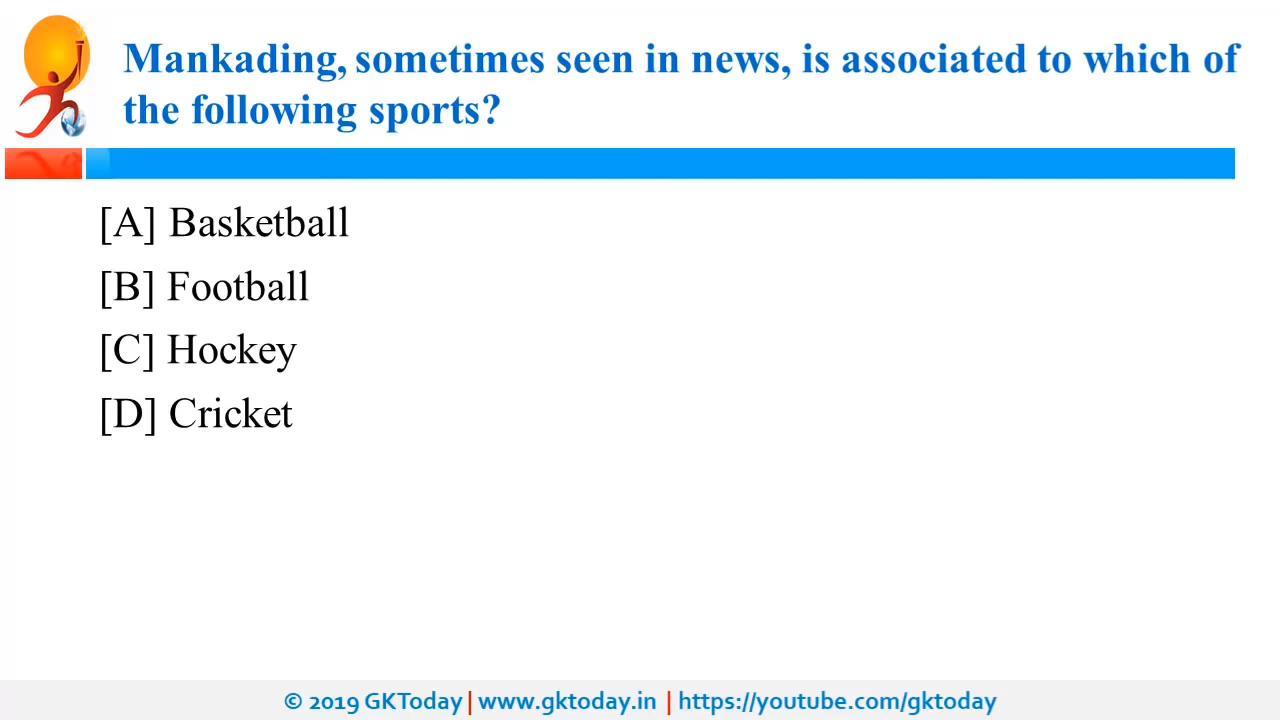 Mankading, sometimes seen in news, is associated to which of
the following sports?
[A] Basketball
[B] Football
[C] Hockey
[D] Cricket
© 2019 GKToday | www.gktoday.in | https://youtube.com/gktoday